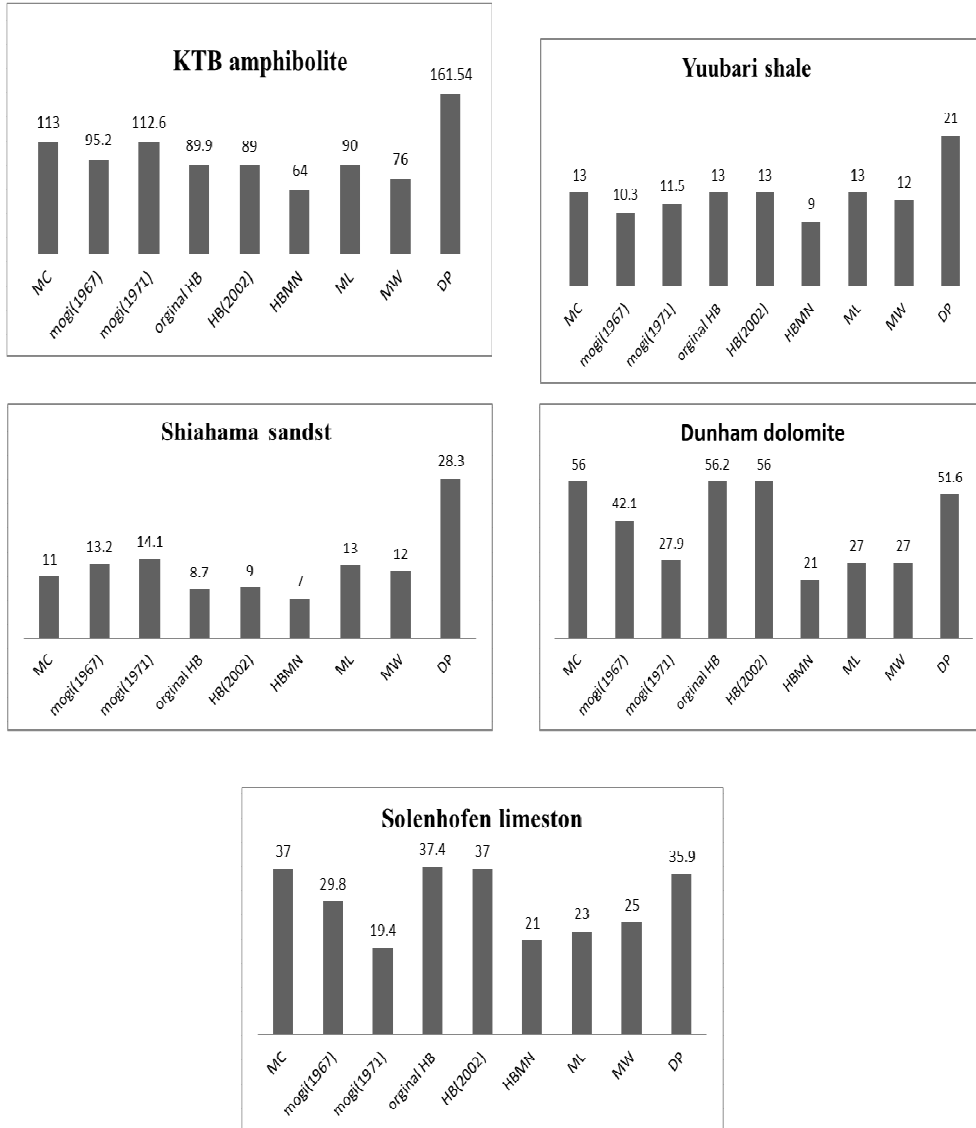 KTB amphibolite
113 95.2 112.6 89.9 89 64 90 76 161.54
MC mogi(1967) mogi(1971) orginal HB HB(2002) HBMN ML MW DP
Yuubari shale
13 10.3 11.5 13 13 9 13 12 21
MC mogi(1967) mogi(1971) orginal HB HB(2002) HBMN ML MW DP
Shiahama sandst
11 13.2 14.1 8.7 9 7 13 12 28.3
MC mogi(1967) mogi(1971) orginal HB HB(2002) HBMN ML MW DP
Dunham dolomite
56 42.1 27.9 56.2 56 21 27 27 51.6
MC mogi(1967) mogi(1971) orginal HB HB(2002) HBMN ML MW DP
Solenhofen limeston
37 29.8 19.4 37.4 37 21 23 25 35.9
MC mogi(1967) mogi(1971) orginal HB HB(2002) HBMN ML MW DP